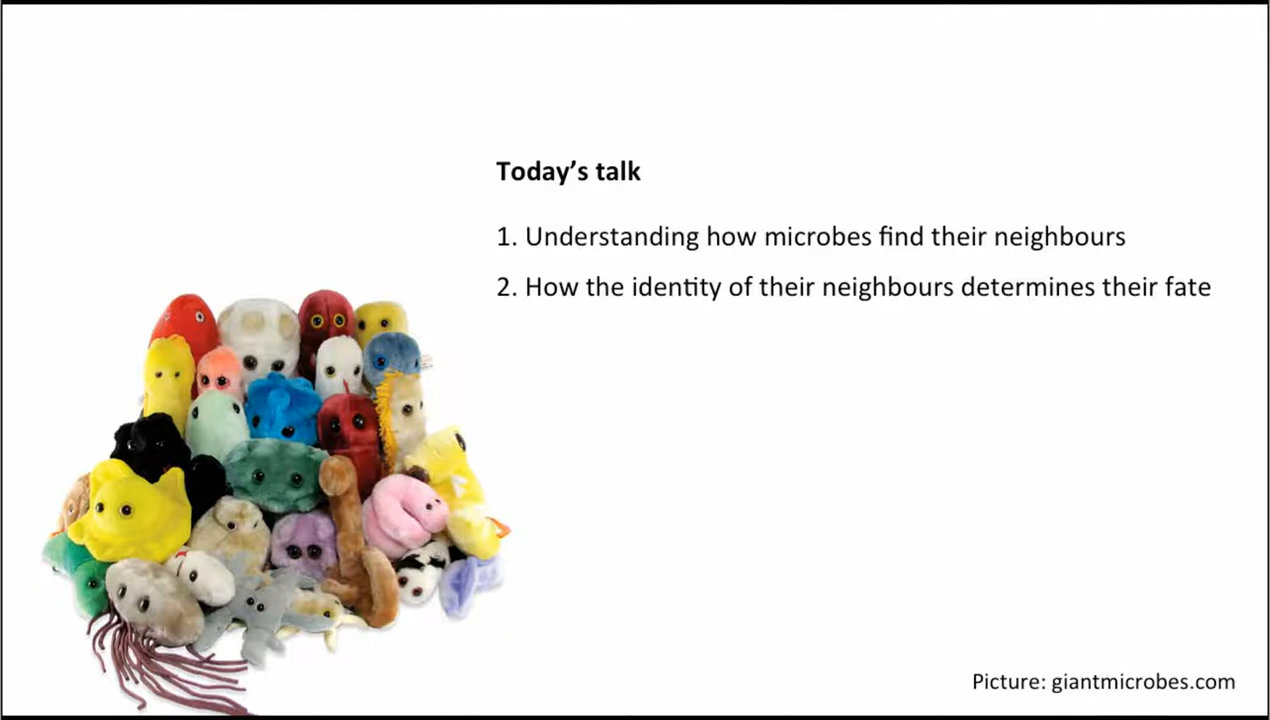 Today’s talk
1. Understanding how microbes find their neighbours
2. How the identity of their neighbours determines their fate
Picture: giantmicrobes.com